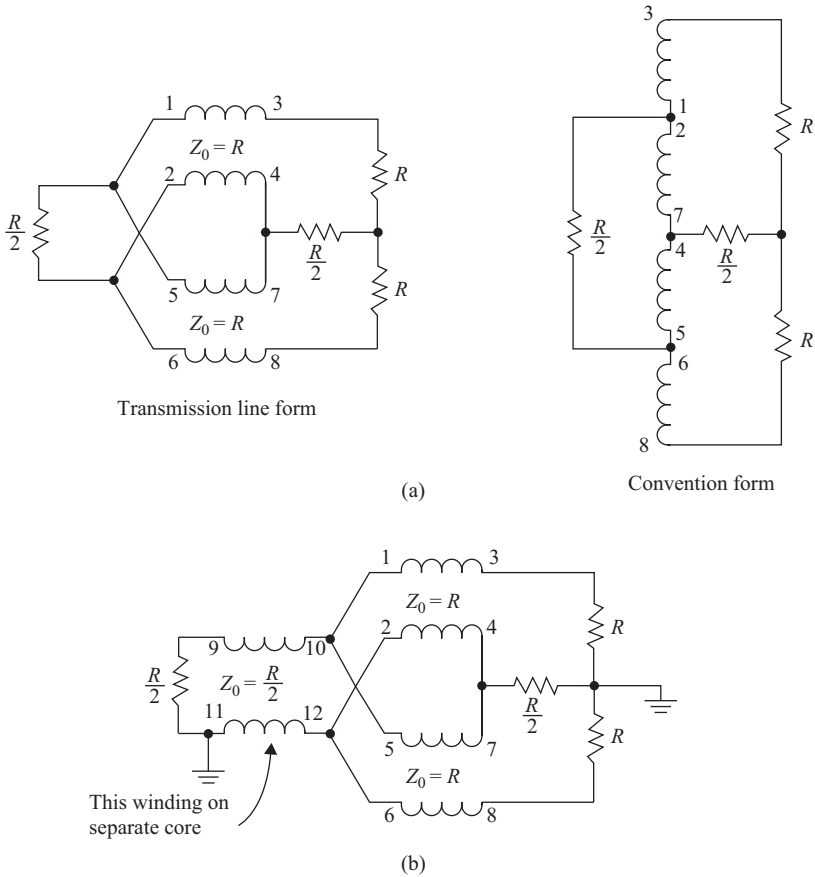 3
1 3
1
Z0 = R
2
2 4
R
R
R/2
R/2
7
R/2
4
R/2
5 7
R
5
Z0 = R
6
R
6 8
8
Transmission line form
Convention form
(a)
1 3
Z0 = R
R
2 4
9 10
R/2
Z0 = R/2
11 12
R/2
5 7
R
Z0 = R
This winding on
separate core
6 8
(b)